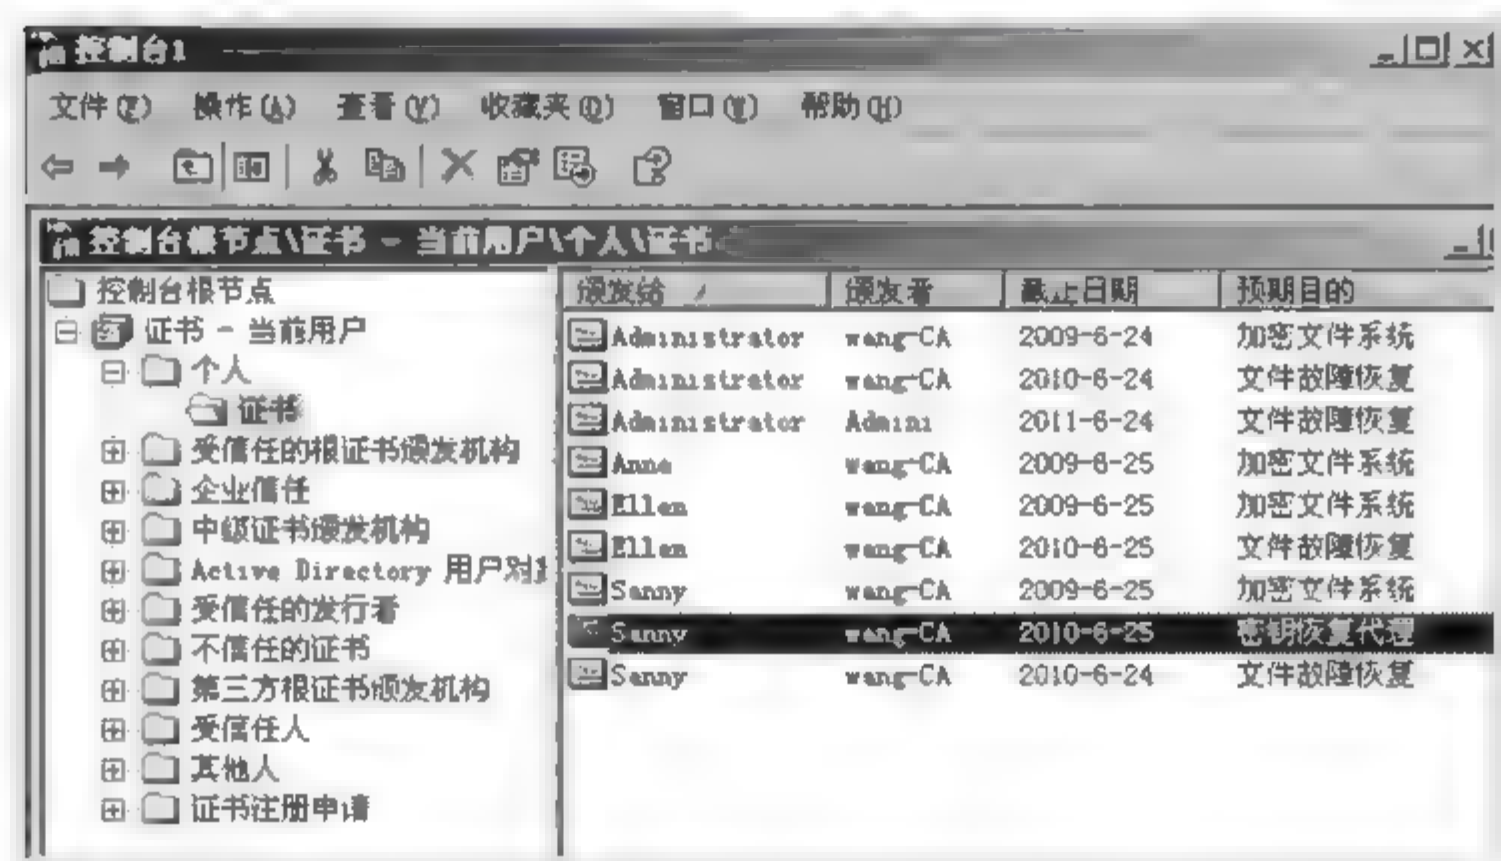 控制台1
文件(F) 操作(A) 查看(V) 收藏夹(O) 窗口(W) 帮助(H)
控制台根节点\证书 - 当前用户\个人\证书
控制台根节点
证书 - 当前用户
个人
证书
受信任的根证书颁发机构
企业信任
中级证书颁发机构
Active Directory 用户对
受信任的发行者
不信任的证书
第三方根证书颁发机构
受信任人
其他人
证书注册申请
颁发给 颁发者 截止日期 预期目的
Administrator wang-CA 2009-6-24 加密文件系统
Administrator wang-CA 2010-6-24 文件故障恢复
Administrator Admini 2011-6-24 文件故障恢复
Anne wang-CA 2009-6-25 加密文件系统
Ellen wang-CA 2009-6-25 加密文件系统
Ellen wang-CA 2010-6-25 文件故障恢复
Sunny wang-CA 2009-6-25 加密文件系统
Sunny wang-CA 2010-6-25 密钥恢复代理
Sunny wang-CA 2010-6-24 文件故障恢复